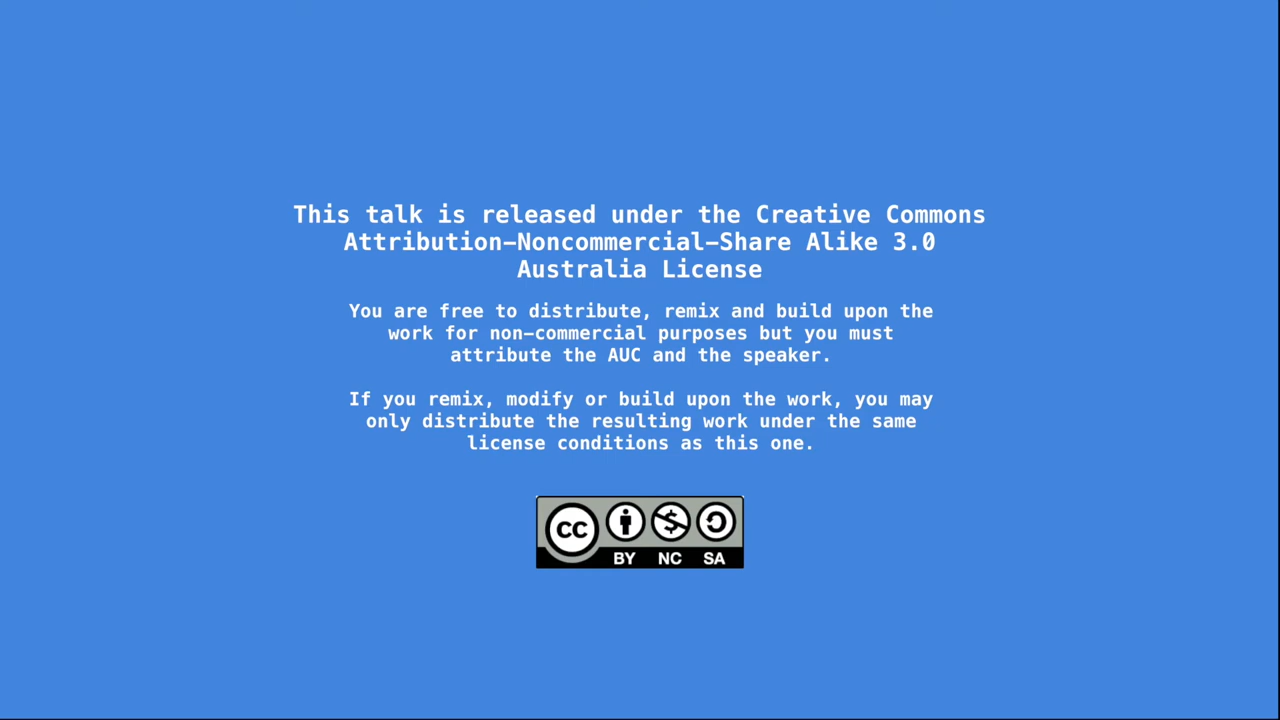 This talk is released under the Creative Commons
Attribution-Noncommercial-Share Alike 3.0
Australia License
You are free to distribute, remix and build upon the
work for non-commercial purposes but you must
attribute the AUC and the speaker.
If you remix, modify or build upon the work, you may
only distribute the resulting work under the same
license conditions as this one.
CC
BY NC SA